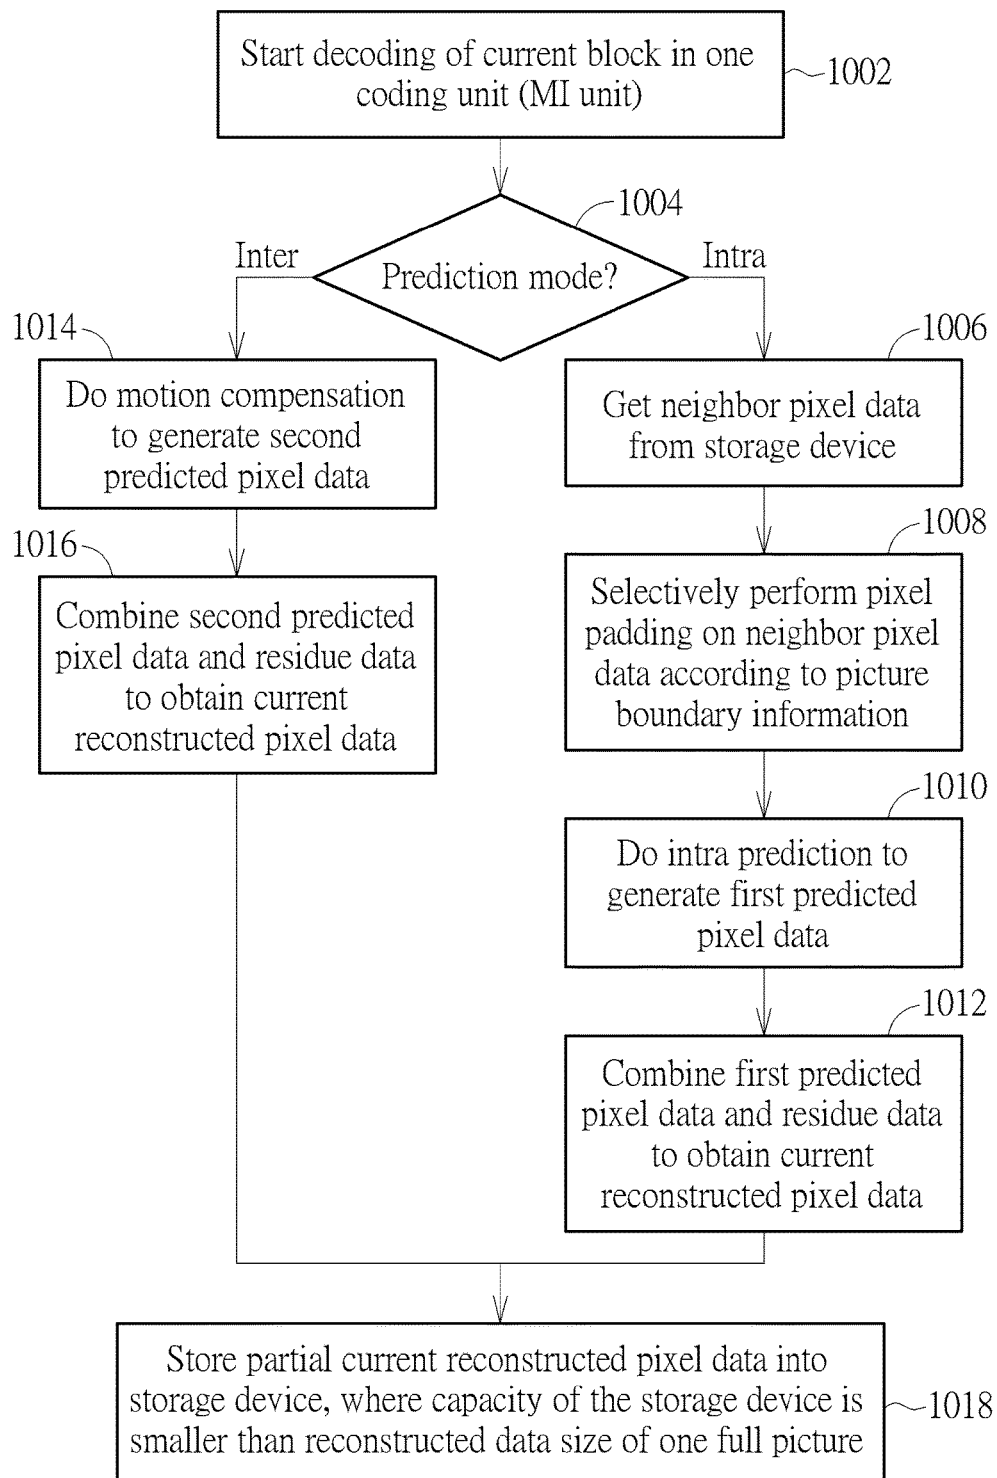 Start decoding of current block in one
coding unit (MI unit)
1002
1004
Prediction mode?
Inter
Intra
1014
Do motion compensation
to generate second
predicted pixel data
1016
Combine second predicted
pixel data and residue data
to obtain current
reconstructed pixel data
1006
Get neighbor pixel data
from storage device
1008
Selectively perform pixel
padding on neighbor pixel
data according to picture
boundary information
1010
Do intra prediction to
generate first predicted
pixel data
1012
Combine first predicted
pixel data and residue data
to obtain current
reconstructed pixel data
Store partial current reconstructed pixel data into
storage device, where capacity of the storage device is
smaller than reconstructed data size of one full picture
1018